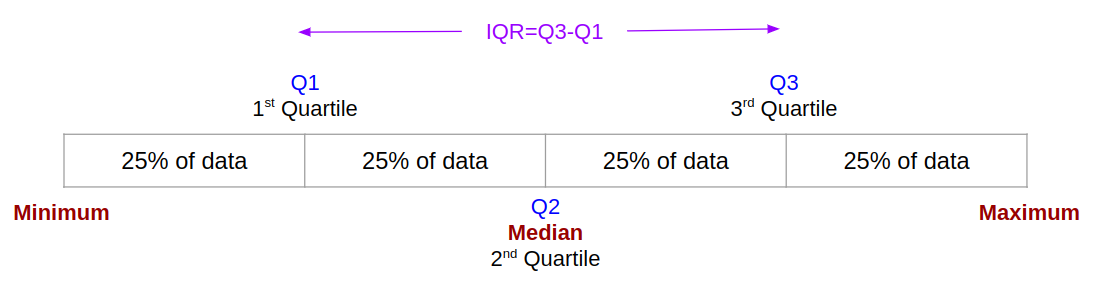 IQR=Q3-Q1
Q1
1st Quartile
Q3
3rd Quartile
25% of data
25% of data
25% of data
25% of data
Minimum
Q2
Median
2nd Quartile
Maximum